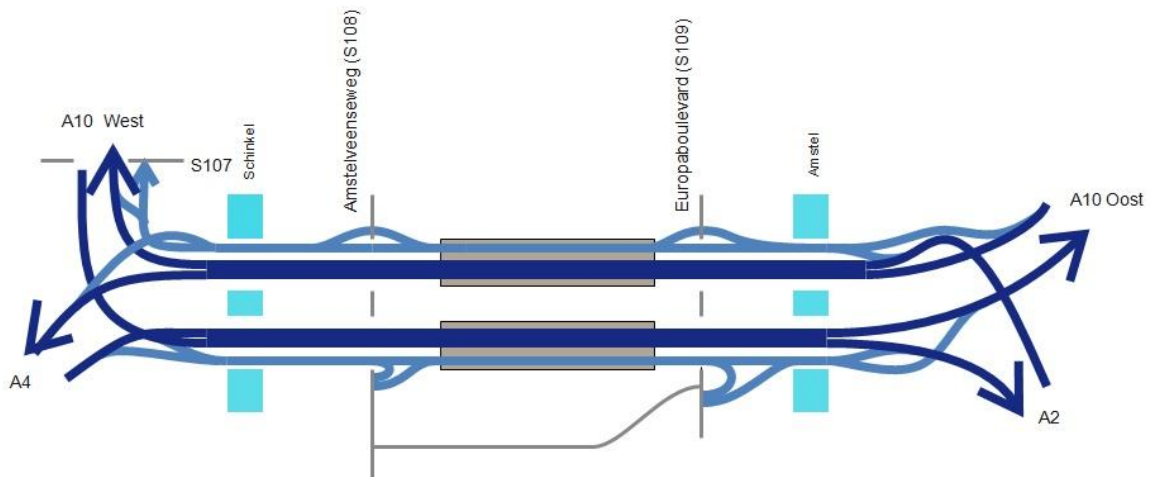 Amstelveenseweg (S108)
Europaboulevard (S109)
A10  West
S107
Schinkel
Amstel
A10 Oost
A4
A2